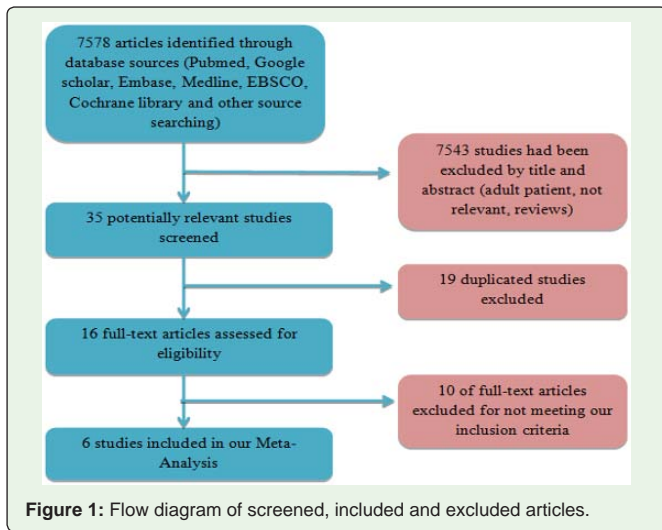 7578 articles identified through
database sources (Pubmed, Google
scholar, Embase, Medline, EBSCO,
Cochrane library and other source
searching)
7543 studies had been
excluded by title and
abstract (adult patient, not
relevant, reviews)
35 potentially relevant studies
screened
19 duplicated studies
excluded
16 full-text articles assessed for
eligibility
10 of full-text articles
excluded for not meeting our
inclusion criteria
6 studies included in our Meta-
Analysis
Figure 1: Flow diagram of screened, included and excluded articles.